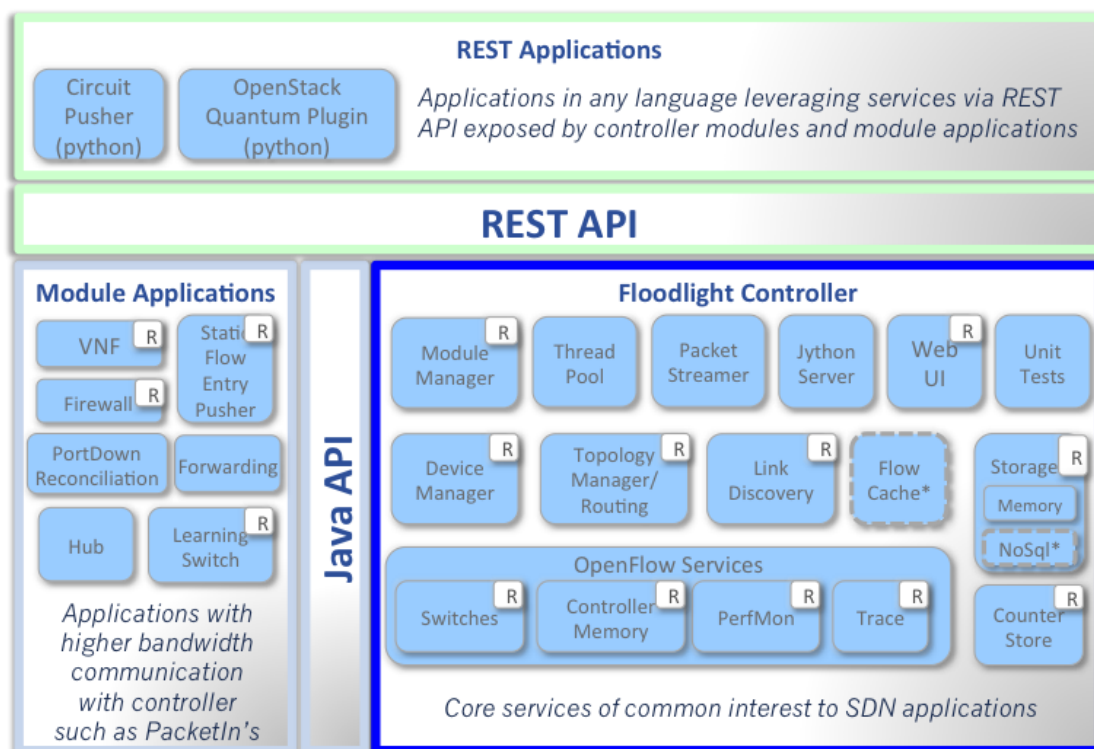 REST Applications
Circuit
Pusher
(python)
OpenStack
Quantum Plugin
(python)
Applications in any language leveraging services via REST
API exposed by controller modules and module applications
REST API
Module Applications
VNF
R
Static
Flow
Entry
Pusher
R
Firewall
R
PortDown
Reconciliation
Forwarding
Hub
Learning
Switch
R
Applications with
higher bandwidth
communication
with controller
such as PacketIn's
Java API
Floodlight Controller
Module
Manager
R
Thread
Pool
Packet
Streamer
Jython
Server
Web
UI
R
Unit
Tests
Device
Manager
R
Topology
Manager/
Routing
R
Link
Discovery
R
Flow
Cache*
Storage
R
Memory
NoSql*
OpenFlow Services
Switches
R
Controller
Memory
R
PerfMon
R
Trace
R
Counter
Store
R
Core services of common interest to SDN applications